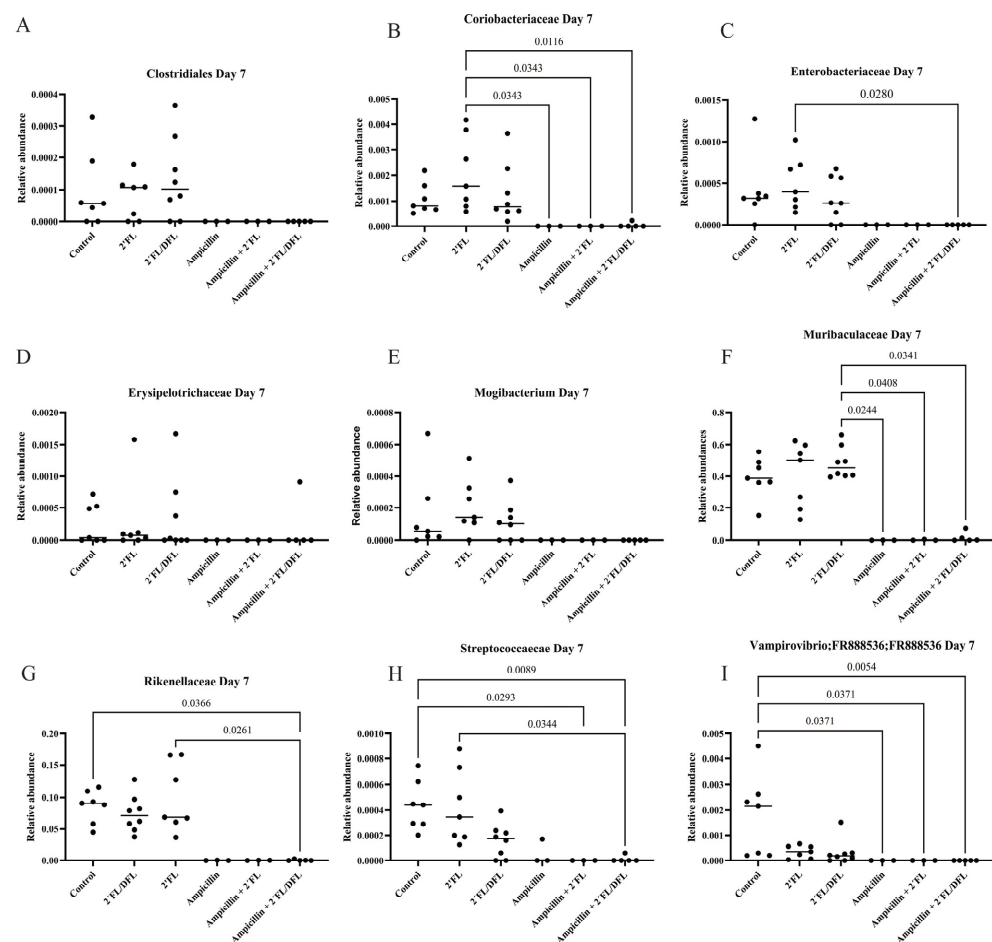 A
Clostridiales Day 7
Relative abundance
0.0004
0.0003
0.0002
0.0001
0.0000
Control
2'FL
2'FL/DFL
Ampicillin
Ampicillin + 2'FL
Ampicillin + 2'FL/DFL
B
Coriobacteriaceae Day 7
0.0116
0.0343
0.0343
Relative abundance
0.005
0.004
0.003
0.002
0.001
0.000
Control
2'FL
2'FL/DFL
Ampicillin
Ampicillin + 2'FL
Ampicillin + 2'FL/DFL
C
Enterobacteriaceae Day 7
0.0280
Relative abundance
0.0015
0.0010
0.0005
0.0000
Control
2'FL
2'FL/DFL
Ampicillin
Ampicillin + 2'FL
Ampicillin + 2'FL/DFL
D
Erysipelotrichaceae Day 7
Relative abundance
0.0020
0.0015
0.0010
0.0005
0.0000
Control
2'FL
2'FL/DFL
Ampicillin
Ampicillin + 2'FL
Ampicillin + 2'FL/DFL
E
Mogibacterium Day 7
Relative abundance
0.0008
0.0006
0.0004
0.0002
0.0000
Control
2'FL
2'FL/DFL
Ampicillin
Ampicillin + 2'FL
Ampicillin + 2'FL/DFL
F
Muribaculaceae Day 7
0.0341
0.0408
0.0244
Relative abundances
0.8
0.6
0.4
0.2
0.0
Control
2'FL
2'FL/DFL
Ampicillin
Ampicillin + 2'FL
Ampicillin + 2'FL/DFL
G
Rikenellaceae Day 7
0.0366
0.0261
Relative abundance
0.20
0.15
0.10
0.05
0.00
Control
2'FL/DFL
2'FL
Ampicillin
Ampicillin + 2'FL
Ampicillin + 2'FL/DFL
H
Streptococcaecae Day 7
0.0089
0.0293
0.0344
Relative abundance
0.0010
0.0008
0.0006
0.0004
0.0002
0.0000
Control
2'FL
2'FL/DFL
Ampicillin
Ampicillin + 2'FL
Ampicillin + 2'FL/DFL
I
Vampirovibrio;FR888536;FR888536 Day 7
0.0054
0.0371
0.0371
Relative abundance
0.005
0.004
0.003
0.002
0.001
0.000
Control
2'FL
2'FL/DFL
Ampicillin
Ampicillin + 2'FL
Ampicillin + 2'FL/DFL